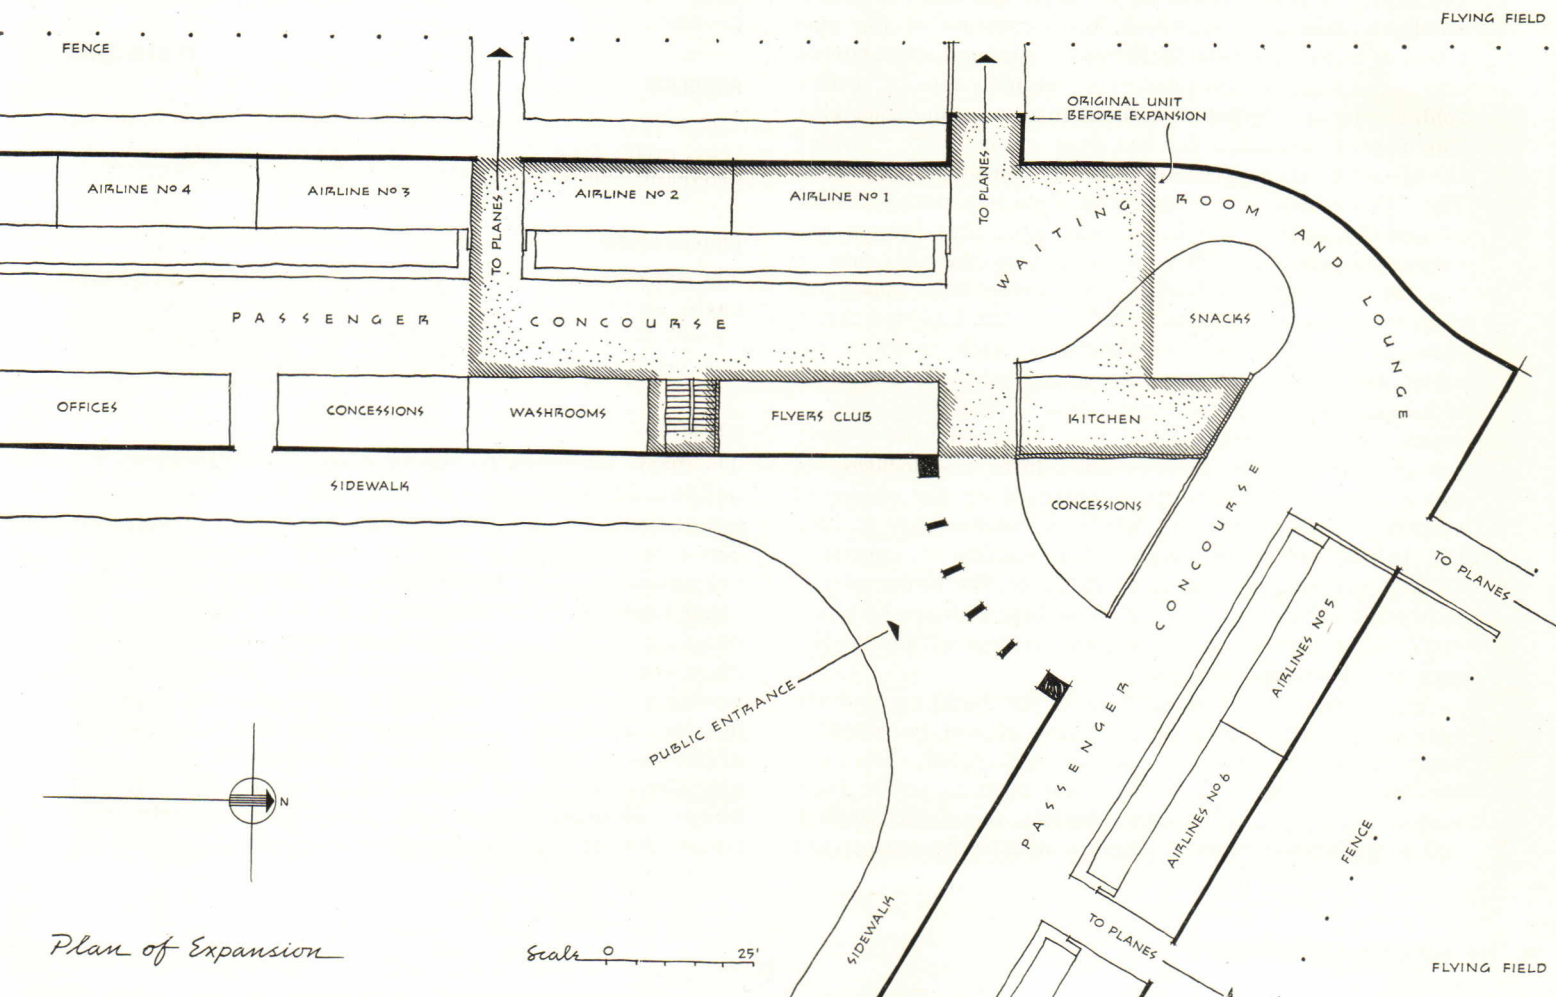 FLYING FIELD
FENCE
ORIGINAL UNIT
BEFORE EXPANSION
AIRLINE Nº 4
AIRLINE Nº 3
TO PLANES
AIRLINE Nº 2
AIRLINE Nº 1
TO PLANES
WAITING ROOM AND LOUNGE
PASSENGER CONCOURSE
SNACKS
OFFICES
CONCESSIONS
WASHROOMS
FLYERS CLUB
KITCHEN
SIDEWALK
CONCESSIONS
PASSENGER CONCOURSE
TO PLANES
AIRLINES Nº 5
PUBLIC ENTRANCE
AIRLINES Nº 6
N
FENCE
TO PLANES
SIDEWALK
Plan of Expansion
Scale 0 25'
FLYING FIELD